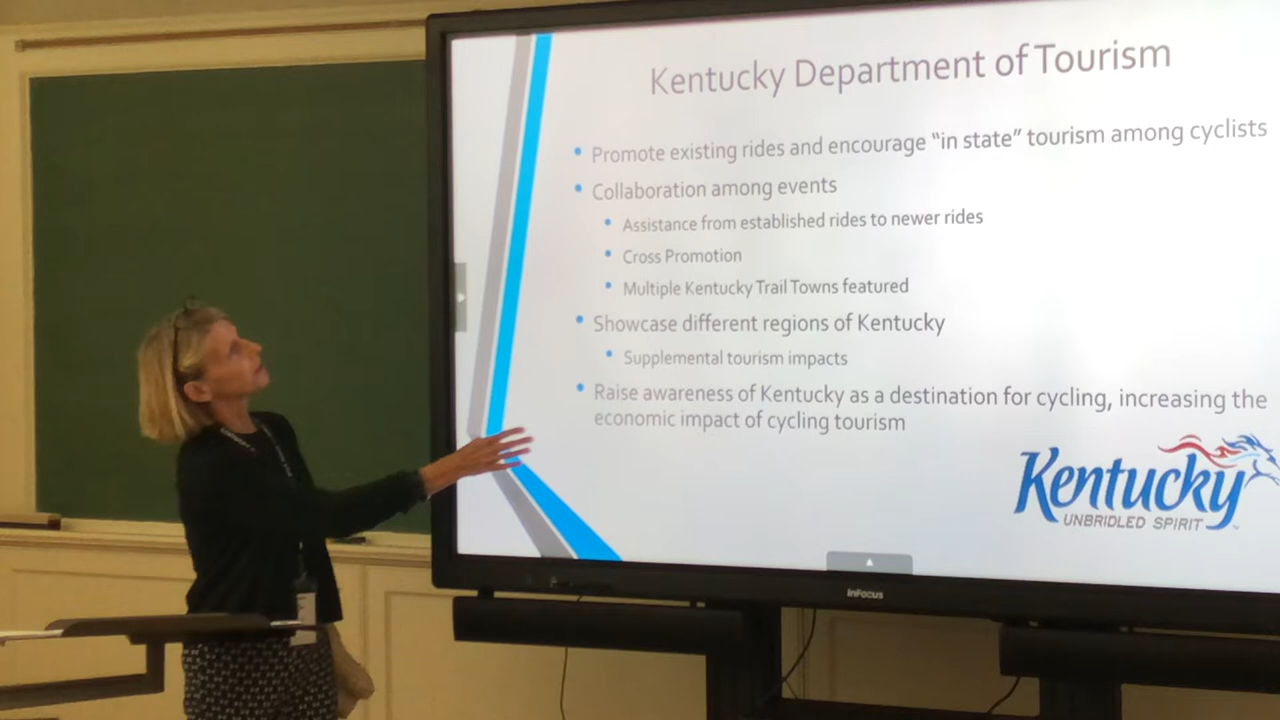 Kentucky Department of Tourism
Promote existing rides and encourage "in state" tourism among cyclists
Collaboration among events
Assistance from established rides to newer rides
Cross Promotion
Multiple Kentucky Trail Towns featured
Showcase different regions of Kentucky
Supplemental tourism impacts
Raise awareness of Kentucky as a destination for cycling, increasing the
economic impact of cycling tourism
Kentucky
UNBRIDLED SPIRIT
InFocus